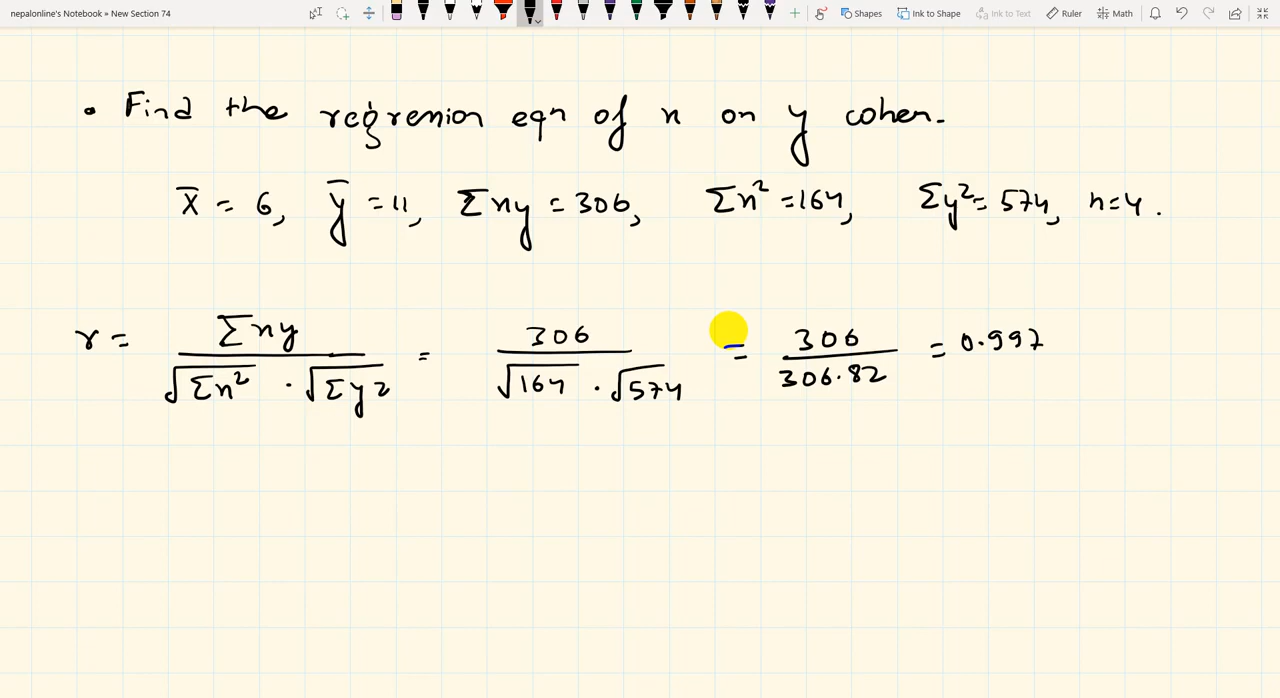 nepalonline's Notebook » New Section 74
Shapes Ink to Shape Ink to Text Ruler Math
• Find the regression eqn of x on y when.
X̅ = 6, y̅ = 11, Σxy = 306, Σx² = 164, Σy² = 574, n = 4.
r = Σxy / √Σx² · √Σy² = 306 / √164 · √574 = 306 / 306.82 = 0.997